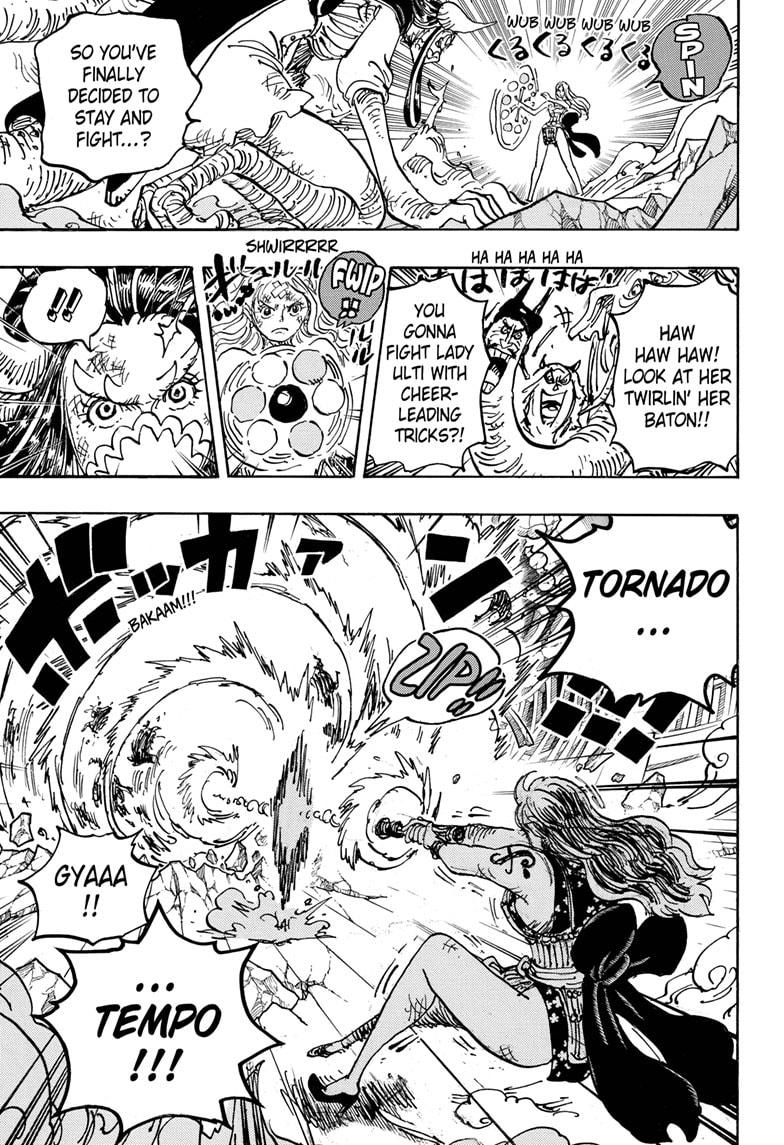 WUB WUB WUB WUB
くるくるくるくる
SPIN
SO YOU'VE
FINALLY
DECIDED TO
STAY AND
FIGHT...?
HA HA HA HA HA
ははははは
HAW
HAW HAW!
LOOK AT HER
TWIRLIN' HER
BATON!!
YOU
GONNA
FIGHT LADY
ULTI WITH
CHEER-
LEADING
TRICKS?!
SHWIRRRRR
FWIP
!!
!!
TORNADO
...
ボッカァーン!!!
BAKAAM!!!
ZIP!!
GYAAA
!!
...
TEMPO
!!!